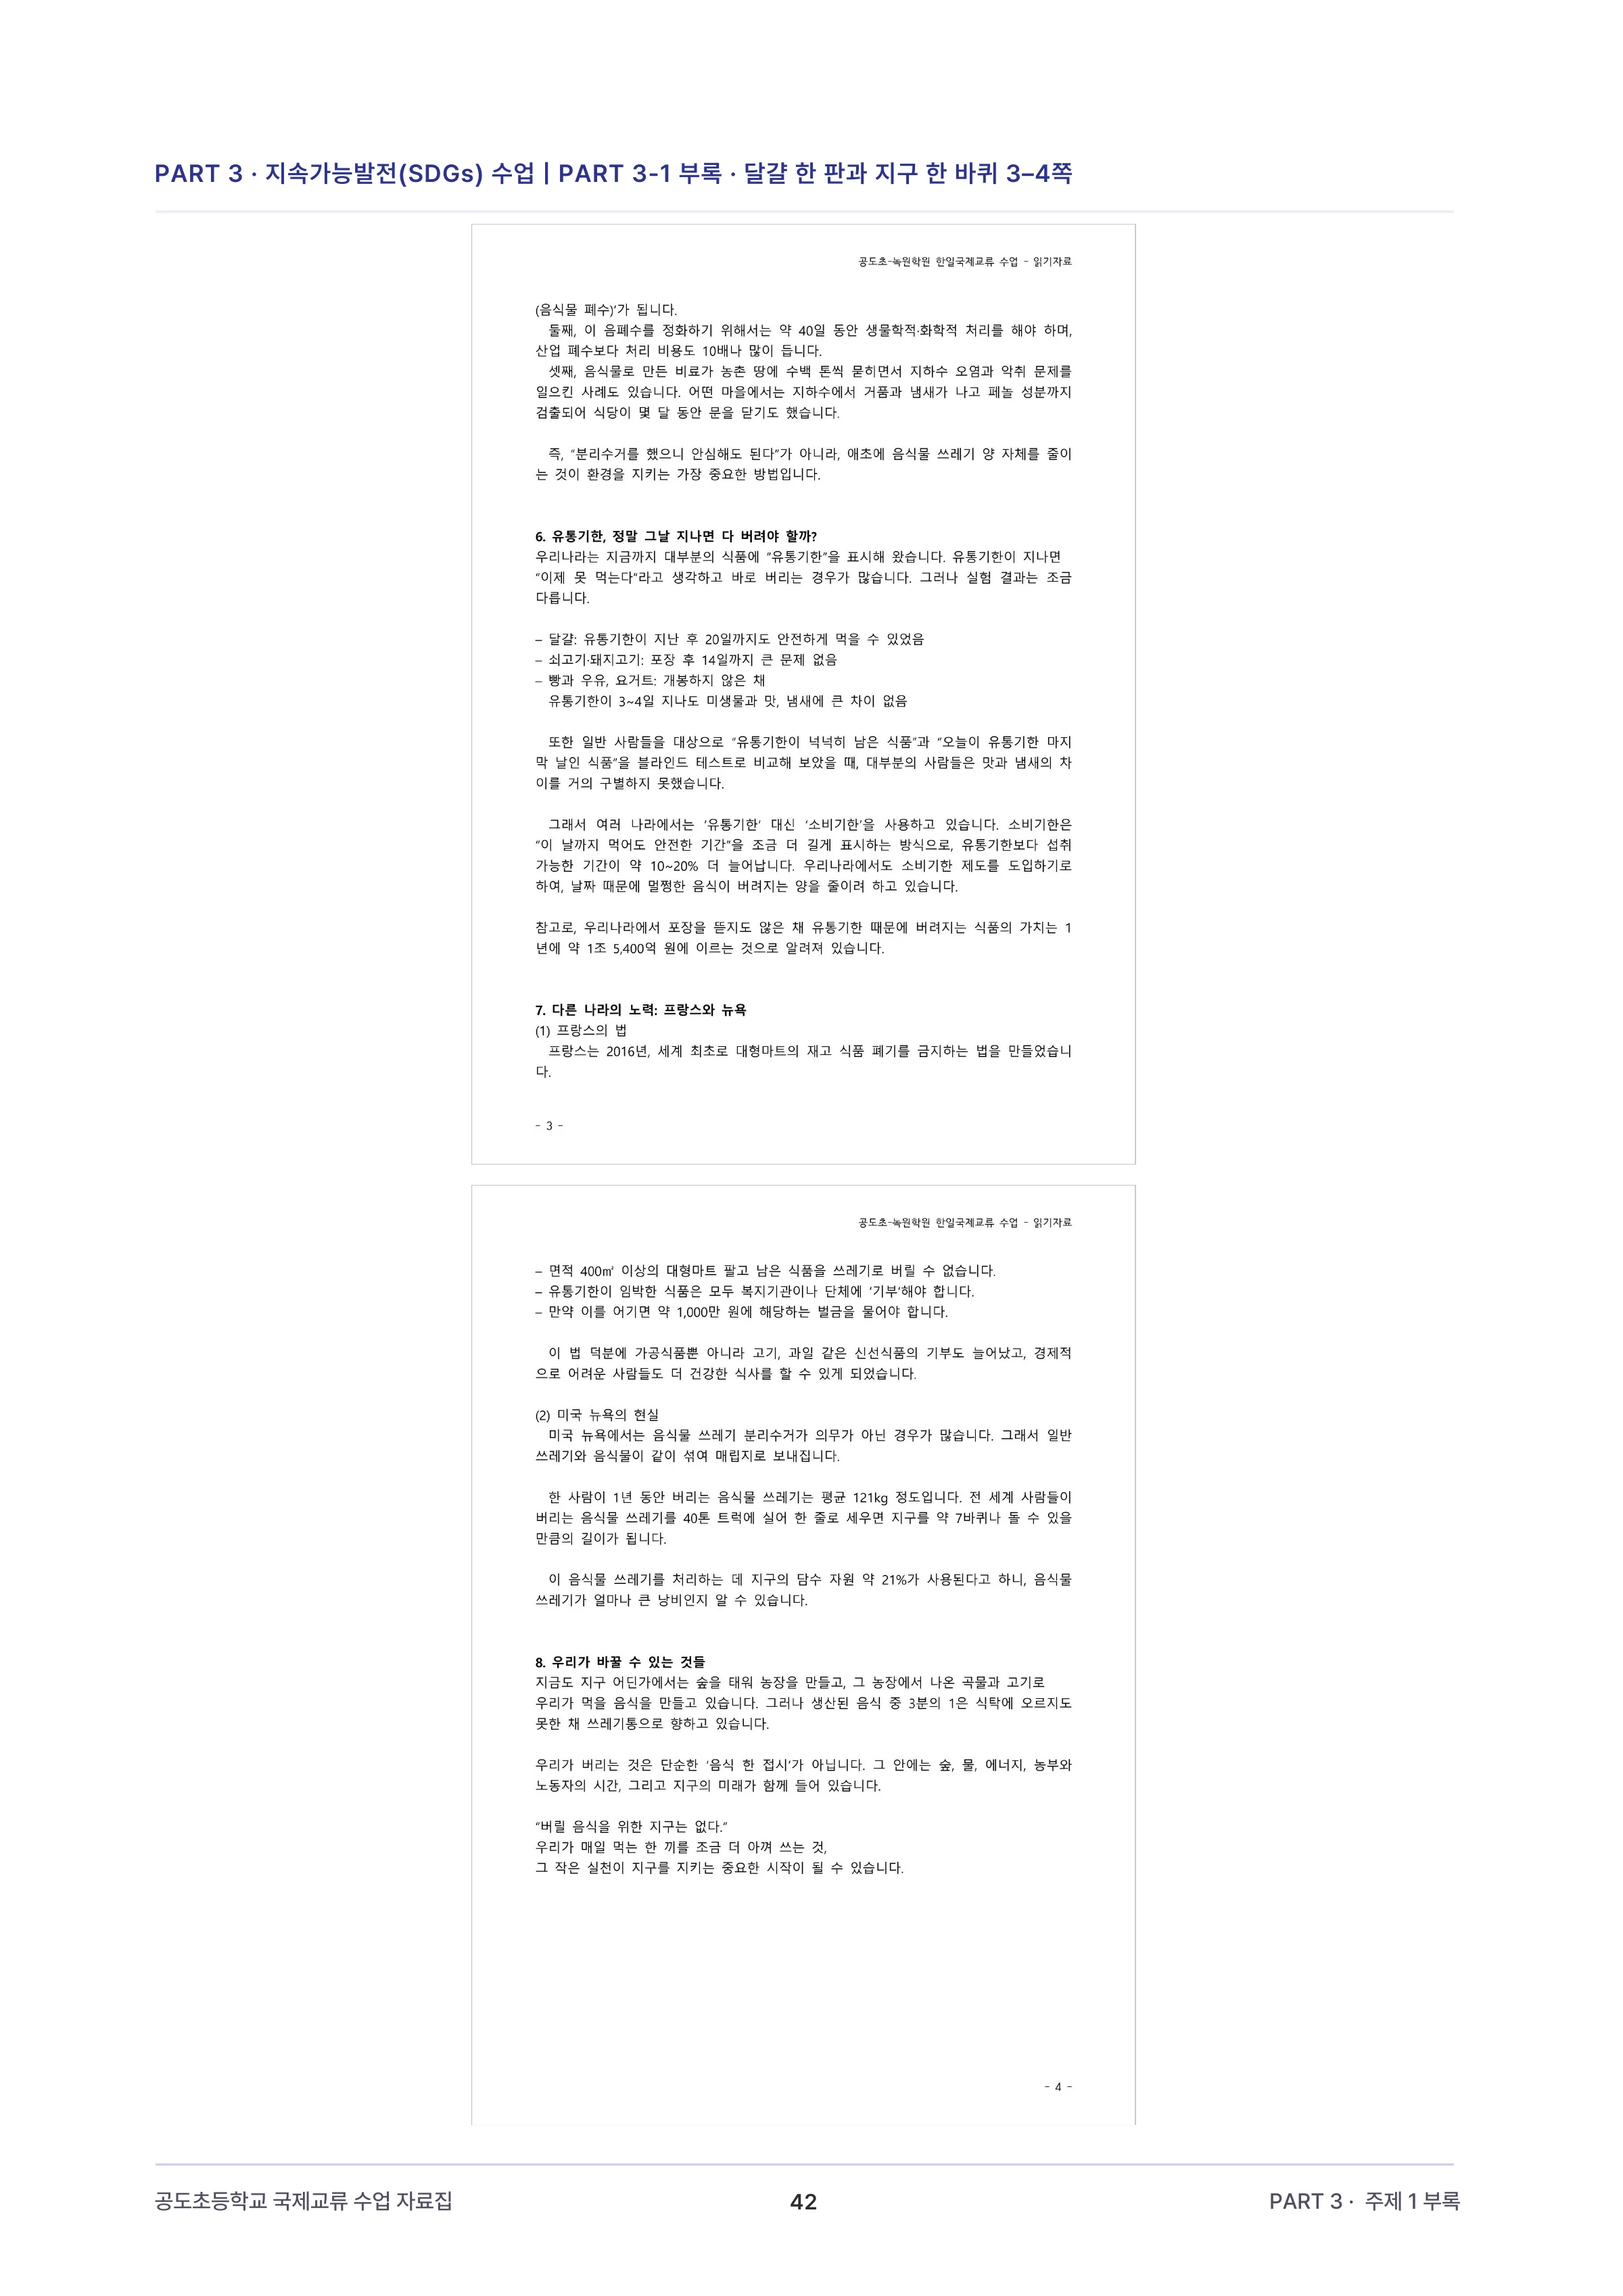 PART 3 · 지속가능발전(SDGs) 수업 | PART 3-1 부록 · 달걀 한 판과 지구 한 바퀴 3–4쪽
공도초-녹원학원 한일국제교류 수업 - 읽기자료
(음식물 폐수)’가 됩니다.
둘째, 이 음폐수를 정화하기 위해서는 약 40일 동안 생물학적·화학적 처리를 해야 하며,
산업 폐수보다 처리 비용도 10배나 많이 듭니다.
셋째, 음식물로 만든 비료가 농촌 땅에 수백 톤씩 묻히면서 지하수 오염과 악취 문제를
일으킨 사례도 있습니다. 어떤 마을에서는 지하수에서 거품과 냄새가 나고 페놀 성분까지
검출되어 식당이 몇 달 동안 문을 닫기도 했습니다.
즉, “분리수거를 했으니 안심해도 된다”가 아니라, 애초에 음식물 쓰레기 양 자체를 줄이
는 것이 환경을 지키는 가장 중요한 방법입니다.
6. 유통기한, 정말 그날 지나면 다 버려야 할까?
우리나라는 지금까지 대부분의 식품에 “유통기한”을 표시해 왔습니다. 유통기한이 지나면
“이제 못 먹는다”라고 생각하고 바로 버리는 경우가 많습니다. 그러나 실험 결과는 조금
다릅니다.
– 달걀: 유통기한이 지난 후 20일까지도 안전하게 먹을 수 있었음
– 쇠고기·돼지고기: 포장 후 14일까지 큰 문제 없음
– 빵과 우유, 요거트: 개봉하지 않은 채
유통기한이 3~4일 지나도 미생물과 맛, 냄새에 큰 차이 없음
또한 일반 사람들을 대상으로 “유통기한이 넉넉히 남은 식품”과 “오늘이 유통기한 마지
막 날인 식품”을 블라인드 테스트로 비교해 보았을 때, 대부분의 사람들은 맛과 냄새의 차
이를 거의 구별하지 못했습니다.
그래서 여러 나라에서는 ‘유통기한’ 대신 ‘소비기한’을 사용하고 있습니다. 소비기한은
“이 날까지 먹어도 안전한 기간”을 조금 더 길게 표시하는 방식으로, 유통기한보다 섭취
가능한 기간이 약 10~20% 더 늘어납니다. 우리나라에서도 소비기한 제도를 도입하기로
하여, 날짜 때문에 멀쩡한 음식이 버려지는 양을 줄이려 하고 있습니다.
참고로, 우리나라에서 포장을 뜯지도 않은 채 유통기한 때문에 버려지는 식품의 가치는 1
년에 약 1조 5,400억 원에 이르는 것으로 알려져 있습니다.
7. 다른 나라의 노력: 프랑스와 뉴욕
(1) 프랑스의 법
프랑스는 2016년, 세계 최초로 대형마트의 재고 식품 폐기를 금지하는 법을 만들었습니
다.
- 3 -
공도초-녹원학원 한일국제교류 수업 - 읽기자료
– 면적 400㎡ 이상의 대형마트 팔고 남은 식품을 쓰레기로 버릴 수 없습니다.
– 유통기한이 임박한 식품은 모두 복지기관이나 단체에 ‘기부’해야 합니다.
– 만약 이를 어기면 약 1,000만 원에 해당하는 벌금을 물어야 합니다.
이 법 덕분에 가공식품뿐 아니라 고기, 과일 같은 신선식품의 기부도 늘어났고, 경제적
으로 어려운 사람들도 더 건강한 식사를 할 수 있게 되었습니다.
(2) 미국 뉴욕의 현실
미국 뉴욕에서는 음식물 쓰레기 분리수거가 의무가 아닌 경우가 많습니다. 그래서 일반
쓰레기와 음식물이 같이 섞여 매립지로 보내집니다.
한 사람이 1년 동안 버리는 음식물 쓰레기는 평균 121kg 정도입니다. 전 세계 사람들이
버리는 음식물 쓰레기를 40톤 트럭에 실어 한 줄로 세우면 지구를 약 7바퀴나 돌 수 있을
만큼의 길이가 됩니다.
이 음식물 쓰레기를 처리하는 데 지구의 담수 자원 약 21%가 사용된다고 하니, 음식물
쓰레기가 얼마나 큰 낭비인지 알 수 있습니다.
8. 우리가 바꿀 수 있는 것들
지금도 지구 어딘가에서는 숲을 태워 농장을 만들고, 그 농장에서 나온 곡물과 고기로
우리가 먹을 음식을 만들고 있습니다. 그러나 생산된 음식 중 3분의 1은 식탁에 오르지도
못한 채 쓰레기통으로 향하고 있습니다.
우리가 버리는 것은 단순한 ‘음식 한 접시’가 아닙니다. 그 안에는 숲, 물, 에너지, 농부와
노동자의 시간, 그리고 지구의 미래가 함께 들어 있습니다.
“버릴 음식을 위한 지구는 없다.”
우리가 매일 먹는 한 끼를 조금 더 아껴 쓰는 것,
그 작은 실천이 지구를 지키는 중요한 시작이 될 수 있습니다.
- 4 -
공도초등학교 국제교류 수업 자료집
42
PART 3 · 주제 1 부록